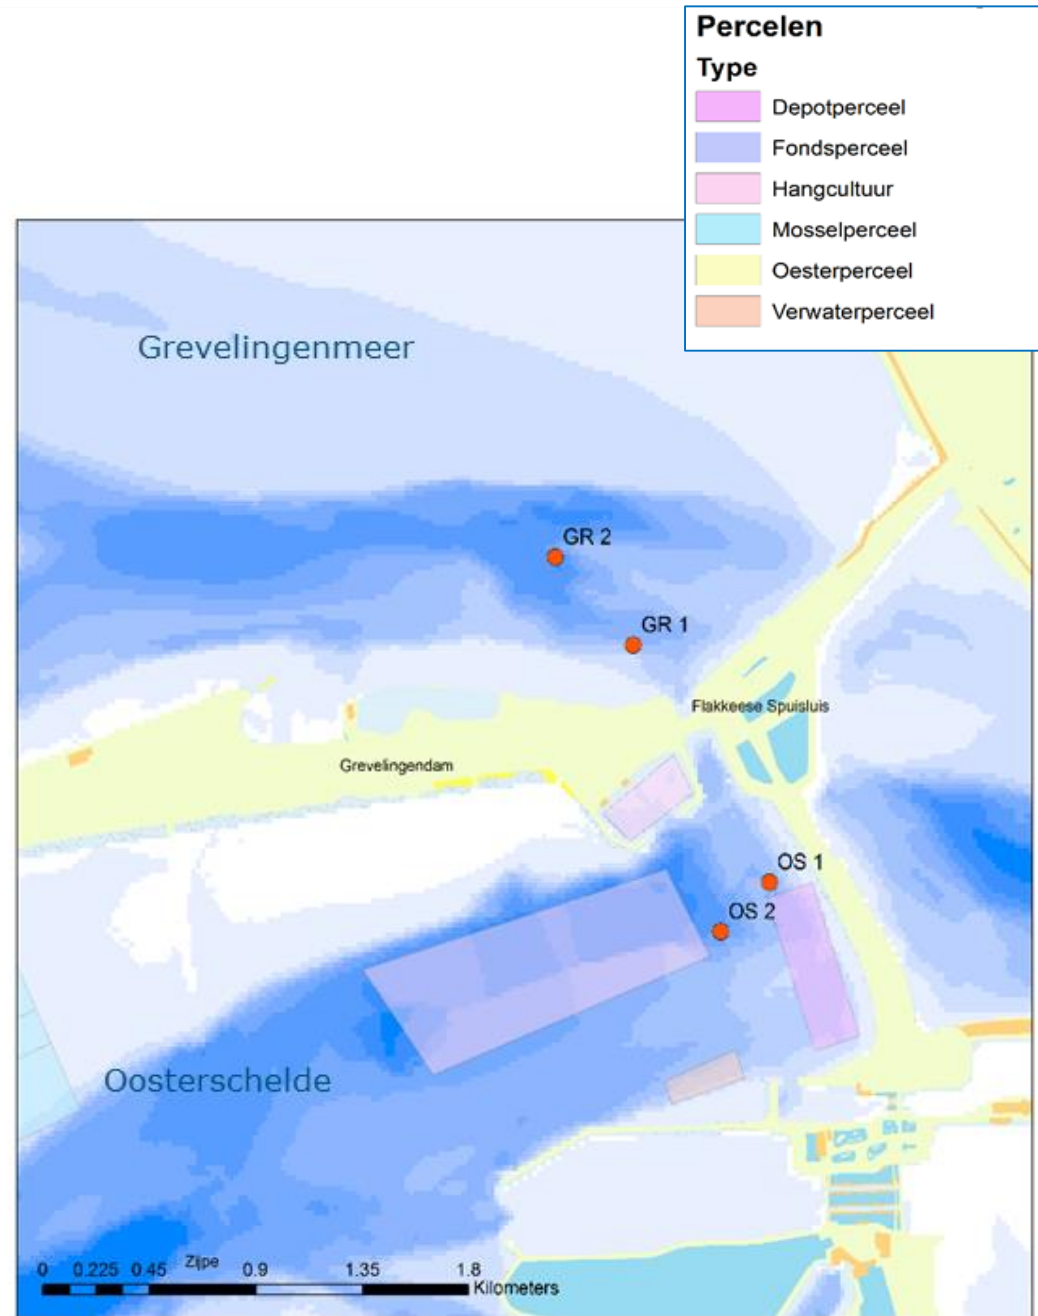 Percelen
Type
Depotperceel
Fondsperceel
Hangcultuur
Mosselperceel
Oesterperceel
Verwaterperceel
Grevelingenmeer
GR 2
GR 1
Flakkeese Spuisluis
Grevelingendam
OS 1
OS 2
Oosterschelde
Zijpe
0 0.225 0.45 0.9 1.35 1.8
Kilometers